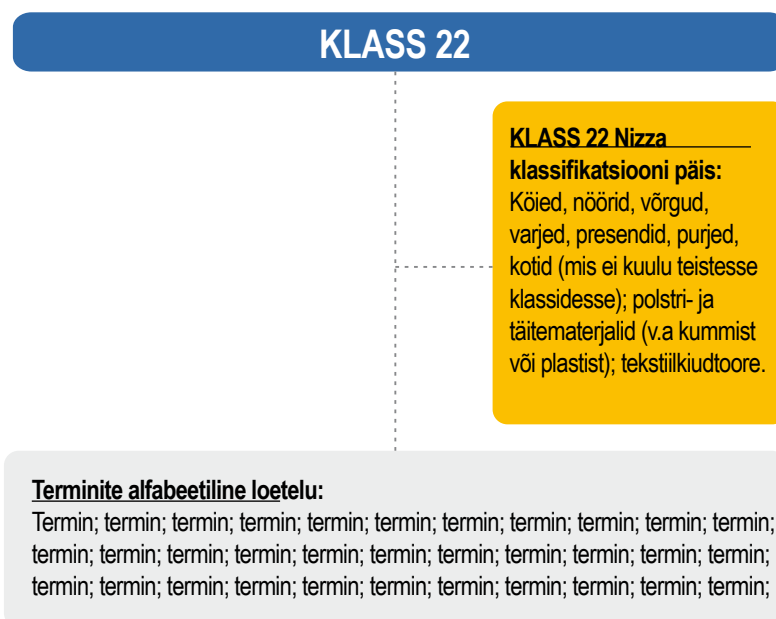 KLASS 22
KLASS 22 Nizza
klassifikatsiooni päis:
Köied, nöörid, võrgud,
varjed, presendid, purjed,
kotid (mis ei kuulu teistesse
klassidesse); polstri- ja
täitematerjalid (v.a kummist
või plastist); tekstiilkiudtoore.
Terminite alfabeetiline loetelu:
Termin; termin; termin; termin; termin; termin; termin; termin; termin; termin; termin;
termin; termin; termin; termin; termin; termin; termin; termin; termin; termin; termin;
termin; termin; termin; termin; termin; termin; termin; termin; termin; termin; termin;